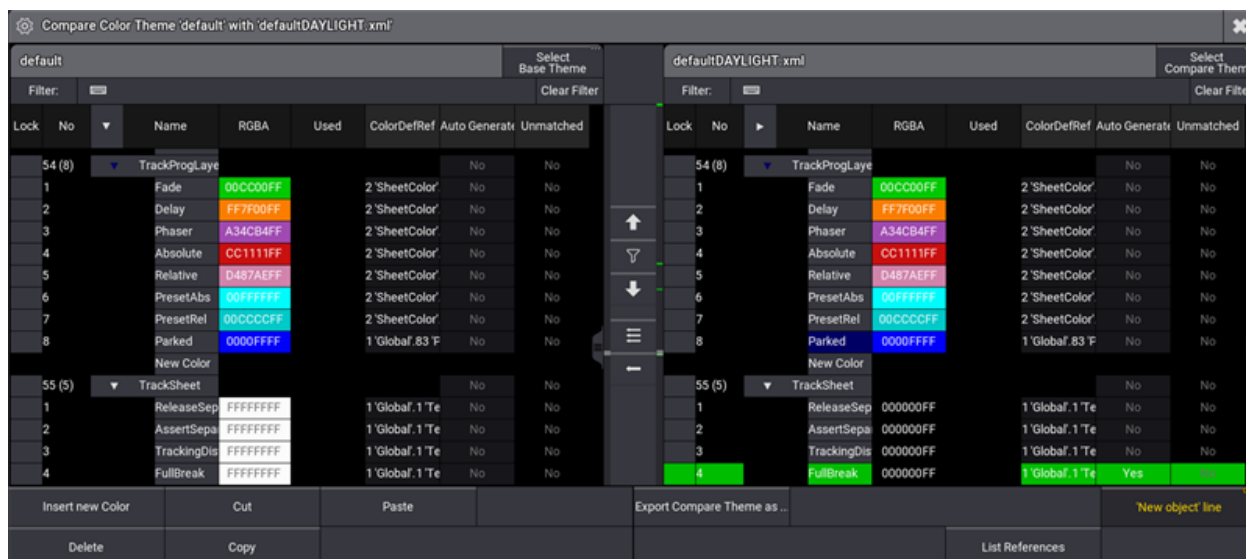 Compare Color Theme 'default' with 'defaultDAYLIGHT.xml'
default Select Base Theme defaultDAYLIGHT.xml Select Compare Them
Filter: Clear Filter Filter: Clear Filte
Lock No Name RGBA Used ColorDefRef Auto Generate Unmatched Lock No Name RGBA Used ColorDefRef Auto Generate Unmatched
54 (8) TrackProgLaye No No 54 (8) TrackProgLaye No No
1 Fade 00CC00FF 2 'SheetColor'. No No 1 Fade 00CC00FF 2 'SheetColor'. No No
2 Delay FF7F00FF 2 'SheetColor'. No No 2 Delay FF7F00FF 2 'SheetColor'. No No
3 Phaser A34CB4FF 2 'SheetColor'. No No 3 Phaser A34CB4FF 2 'SheetColor'. No No
4 Absolute CC1111FF 2 'SheetColor'. No No 4 Absolute CC1111FF 2 'SheetColor'. No No
5 Relative D487AEFF 2 'SheetColor'. No No 5 Relative D487AEFF 2 'SheetColor'. No No
6 PresetAbs 00FFFFFF 2 'SheetColor'. No No 6 PresetAbs 00FFFFFF 2 'SheetColor'. No No
7 PresetRel 00CCCCFF 2 'SheetColor'. No No 7 PresetRel 00CCCCFF 2 'SheetColor'. No No
8 Parked 0000FFFF 1 'Global'.83 'P No No 8 Parked 0000FFFF 1 'Global'.83 'P No No
New Color New Color
55 (5) TrackSheet No No 55 (5) TrackSheet No No
1 ReleaseSep FFFFFFFF 1 'Global'.1 'Te No No 1 ReleaseSep 000000FF 1 'Global'.1 'Te No No
2 AssertSepa FFFFFFFF 1 'Global'.1 'Te No No 2 AssertSepa 000000FF 1 'Global'.1 'Te No No
3 TrackingDis FFFFFFFF 1 'Global'.1 'Te No No 3 TrackingDis 000000FF 1 'Global'.1 'Te No No
4 FullBreak FFFFFFFF 1 'Global'.1 'Te No No 4 FullBreak 000000FF 1 'Global'.1 'Te Yes
Insert new Color Cut Paste Export Compare Theme as .. 'New object' line
Delete Copy List References